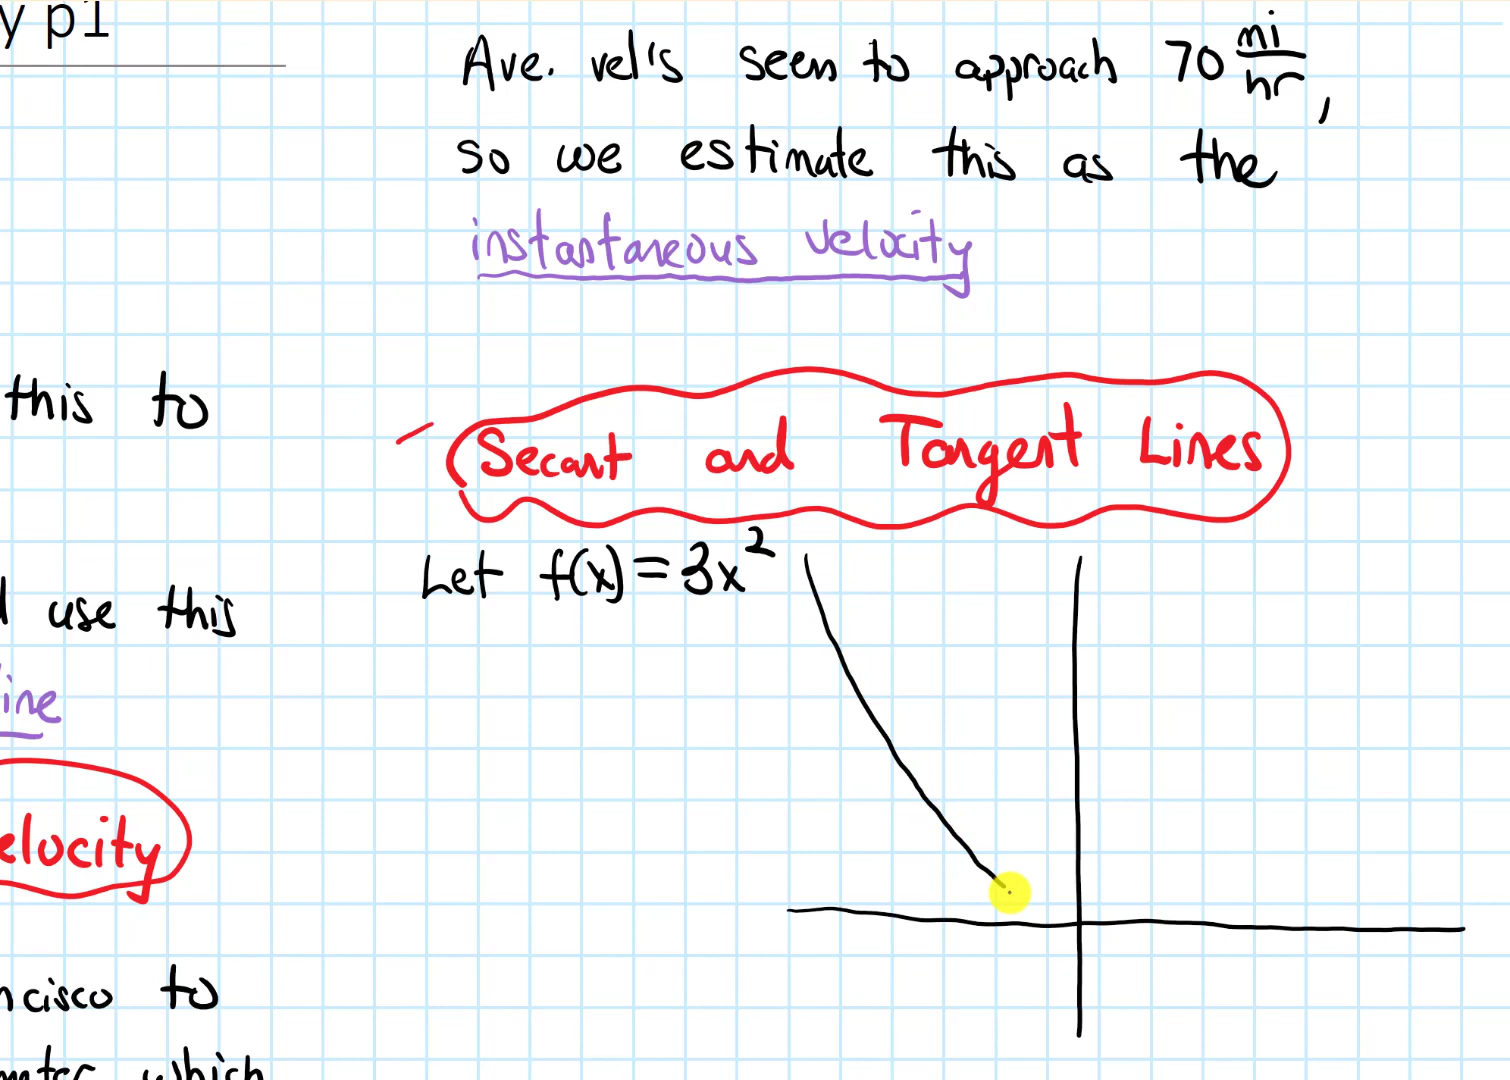 y p1
Ave. vel's seem to approach 70 mi/hr,
so we estimate this as the
instantaneous velocity
this to
Secant and Tangent Lines
Let f(x)=3x²
use this
ine
elocity
ncisco to
which